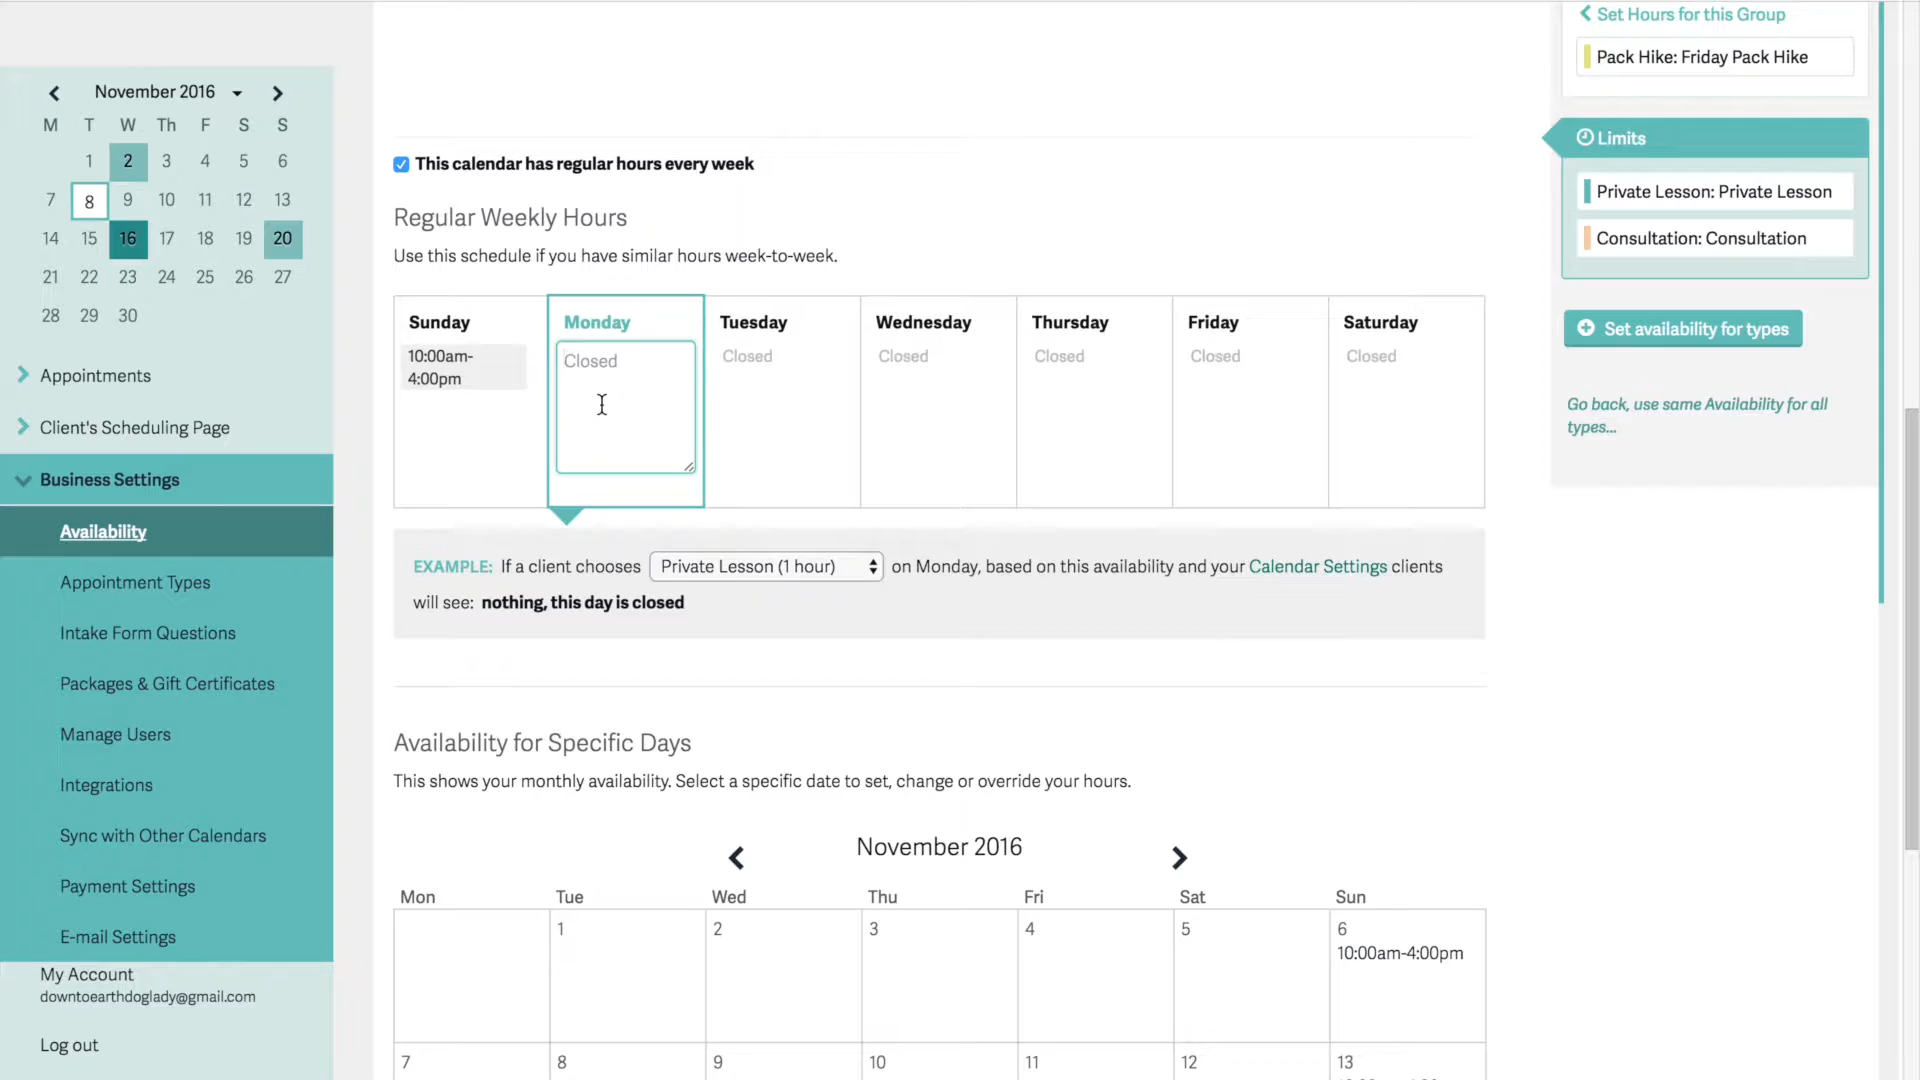 November 2016
M T W Th F S S
1 2 3 4 5 6
7 8 9 10 11 12 13
14 15 16 17 18 19 20
21 22 23 24 25 26 27
28 29 30
Appointments
Client's Scheduling Page
Business Settings
Availability
Appointment Types
Intake Form Questions
Packages & Gift Certificates
Manage Users
Integrations
Sync with Other Calendars
Payment Settings
E-mail Settings
My Account
downtoearthdoglady@gmail.com
Log out
This calendar has regular hours every week
Regular Weekly Hours
Use this schedule if you have similar hours week-to-week.
Sunday Monday Tuesday Wednesday Thursday Friday Saturday
10:00am- Closed Closed Closed Closed Closed Closed
4:00pm
EXAMPLE: If a client chooses Private Lesson (1 hour) on Monday, based on this availability and your Calendar Settings clients
will see: nothing, this day is closed
Availability for Specific Days
This shows your monthly availability. Select a specific date to set, change or override your hours.
November 2016
Mon Tue Wed Thu Fri Sat Sun
1 2 3 4 5 6
10:00am-4:00pm
7 8 9 10 11 12 13
Set Hours for this Group
Pack Hike: Friday Pack Hike
Limits
Private Lesson: Private Lesson
Consultation: Consultation
Set availability for types
Go back, use same Availability for all
types...